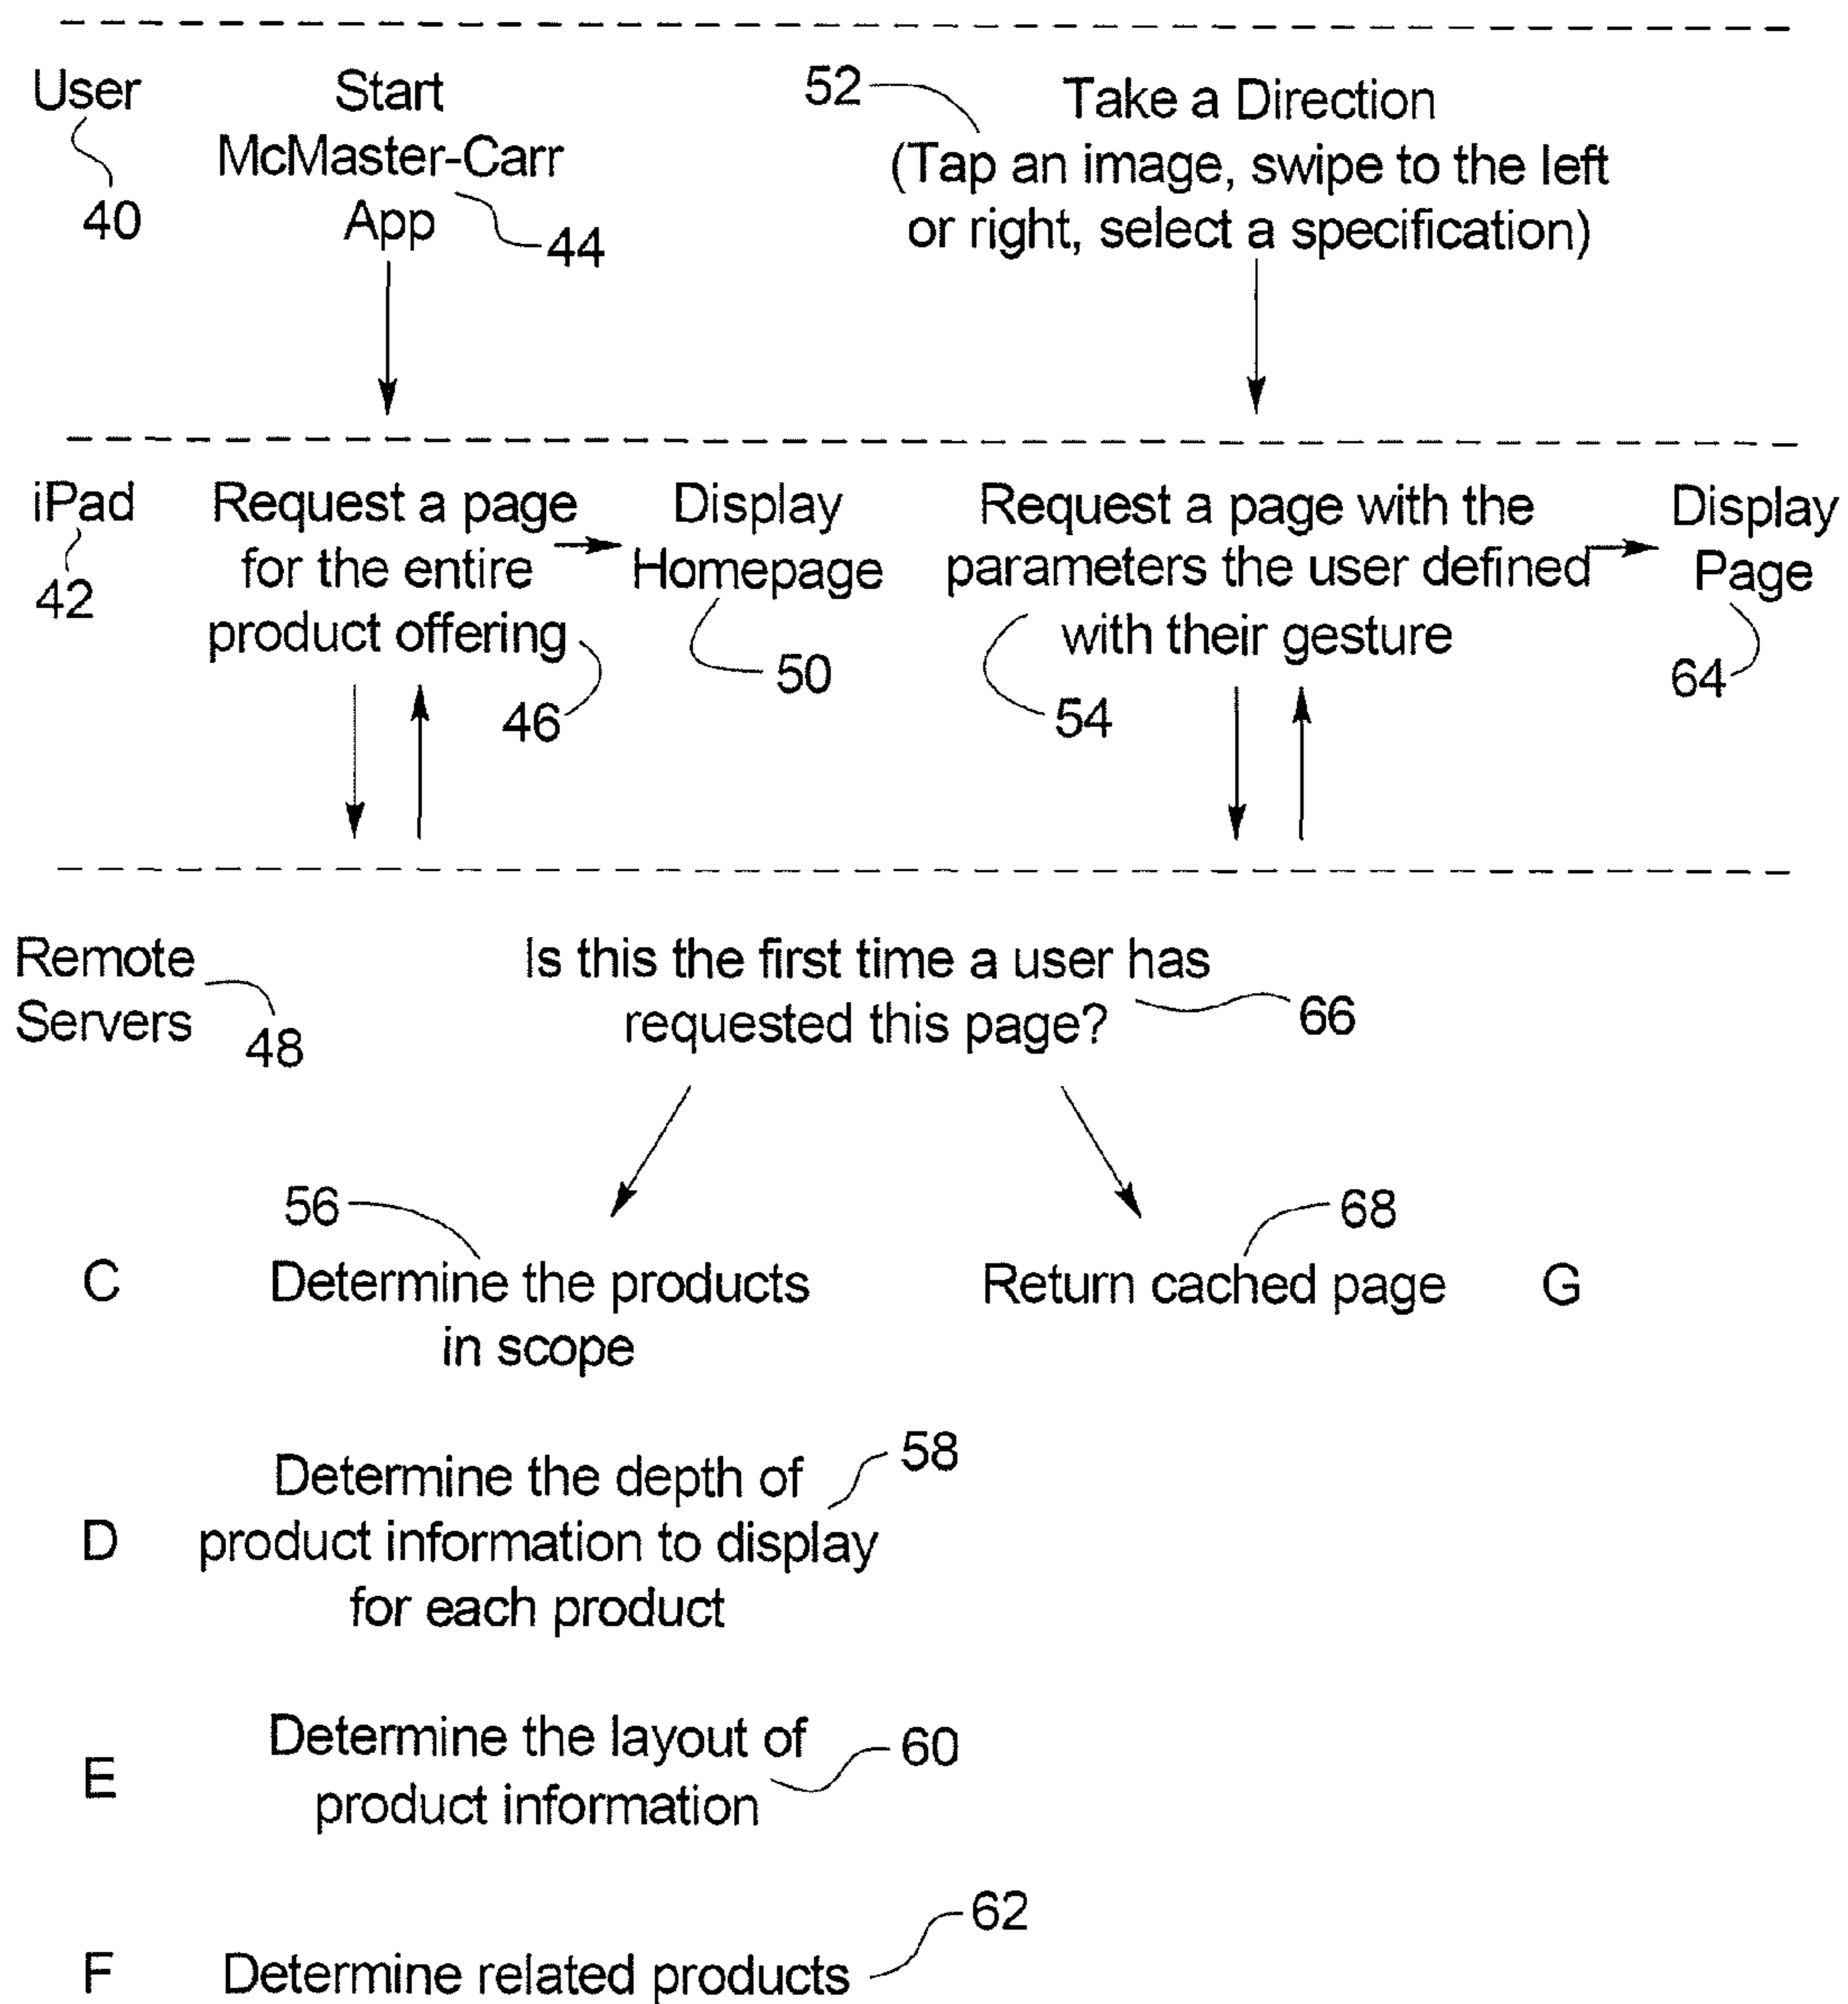 User
40
Start
McMaster-Carr
App
44
52
Take a Direction
(Tap an image, swipe to the left
or right, select a specification)
iPad
42
Request a page
for the entire
product offering
46
Display
Homepage
50
Request a page with the
parameters the user defined
with their gesture
54
Display
Page
64
Remote
Servers
48
Is this the first time a user has
requested this page?
66
56
68
C
Determine the products
in scope
Return cached page
G
D
Determine the depth of
product information to display
for each product
58
E
Determine the layout of
product information
60
F
Determine related products
62